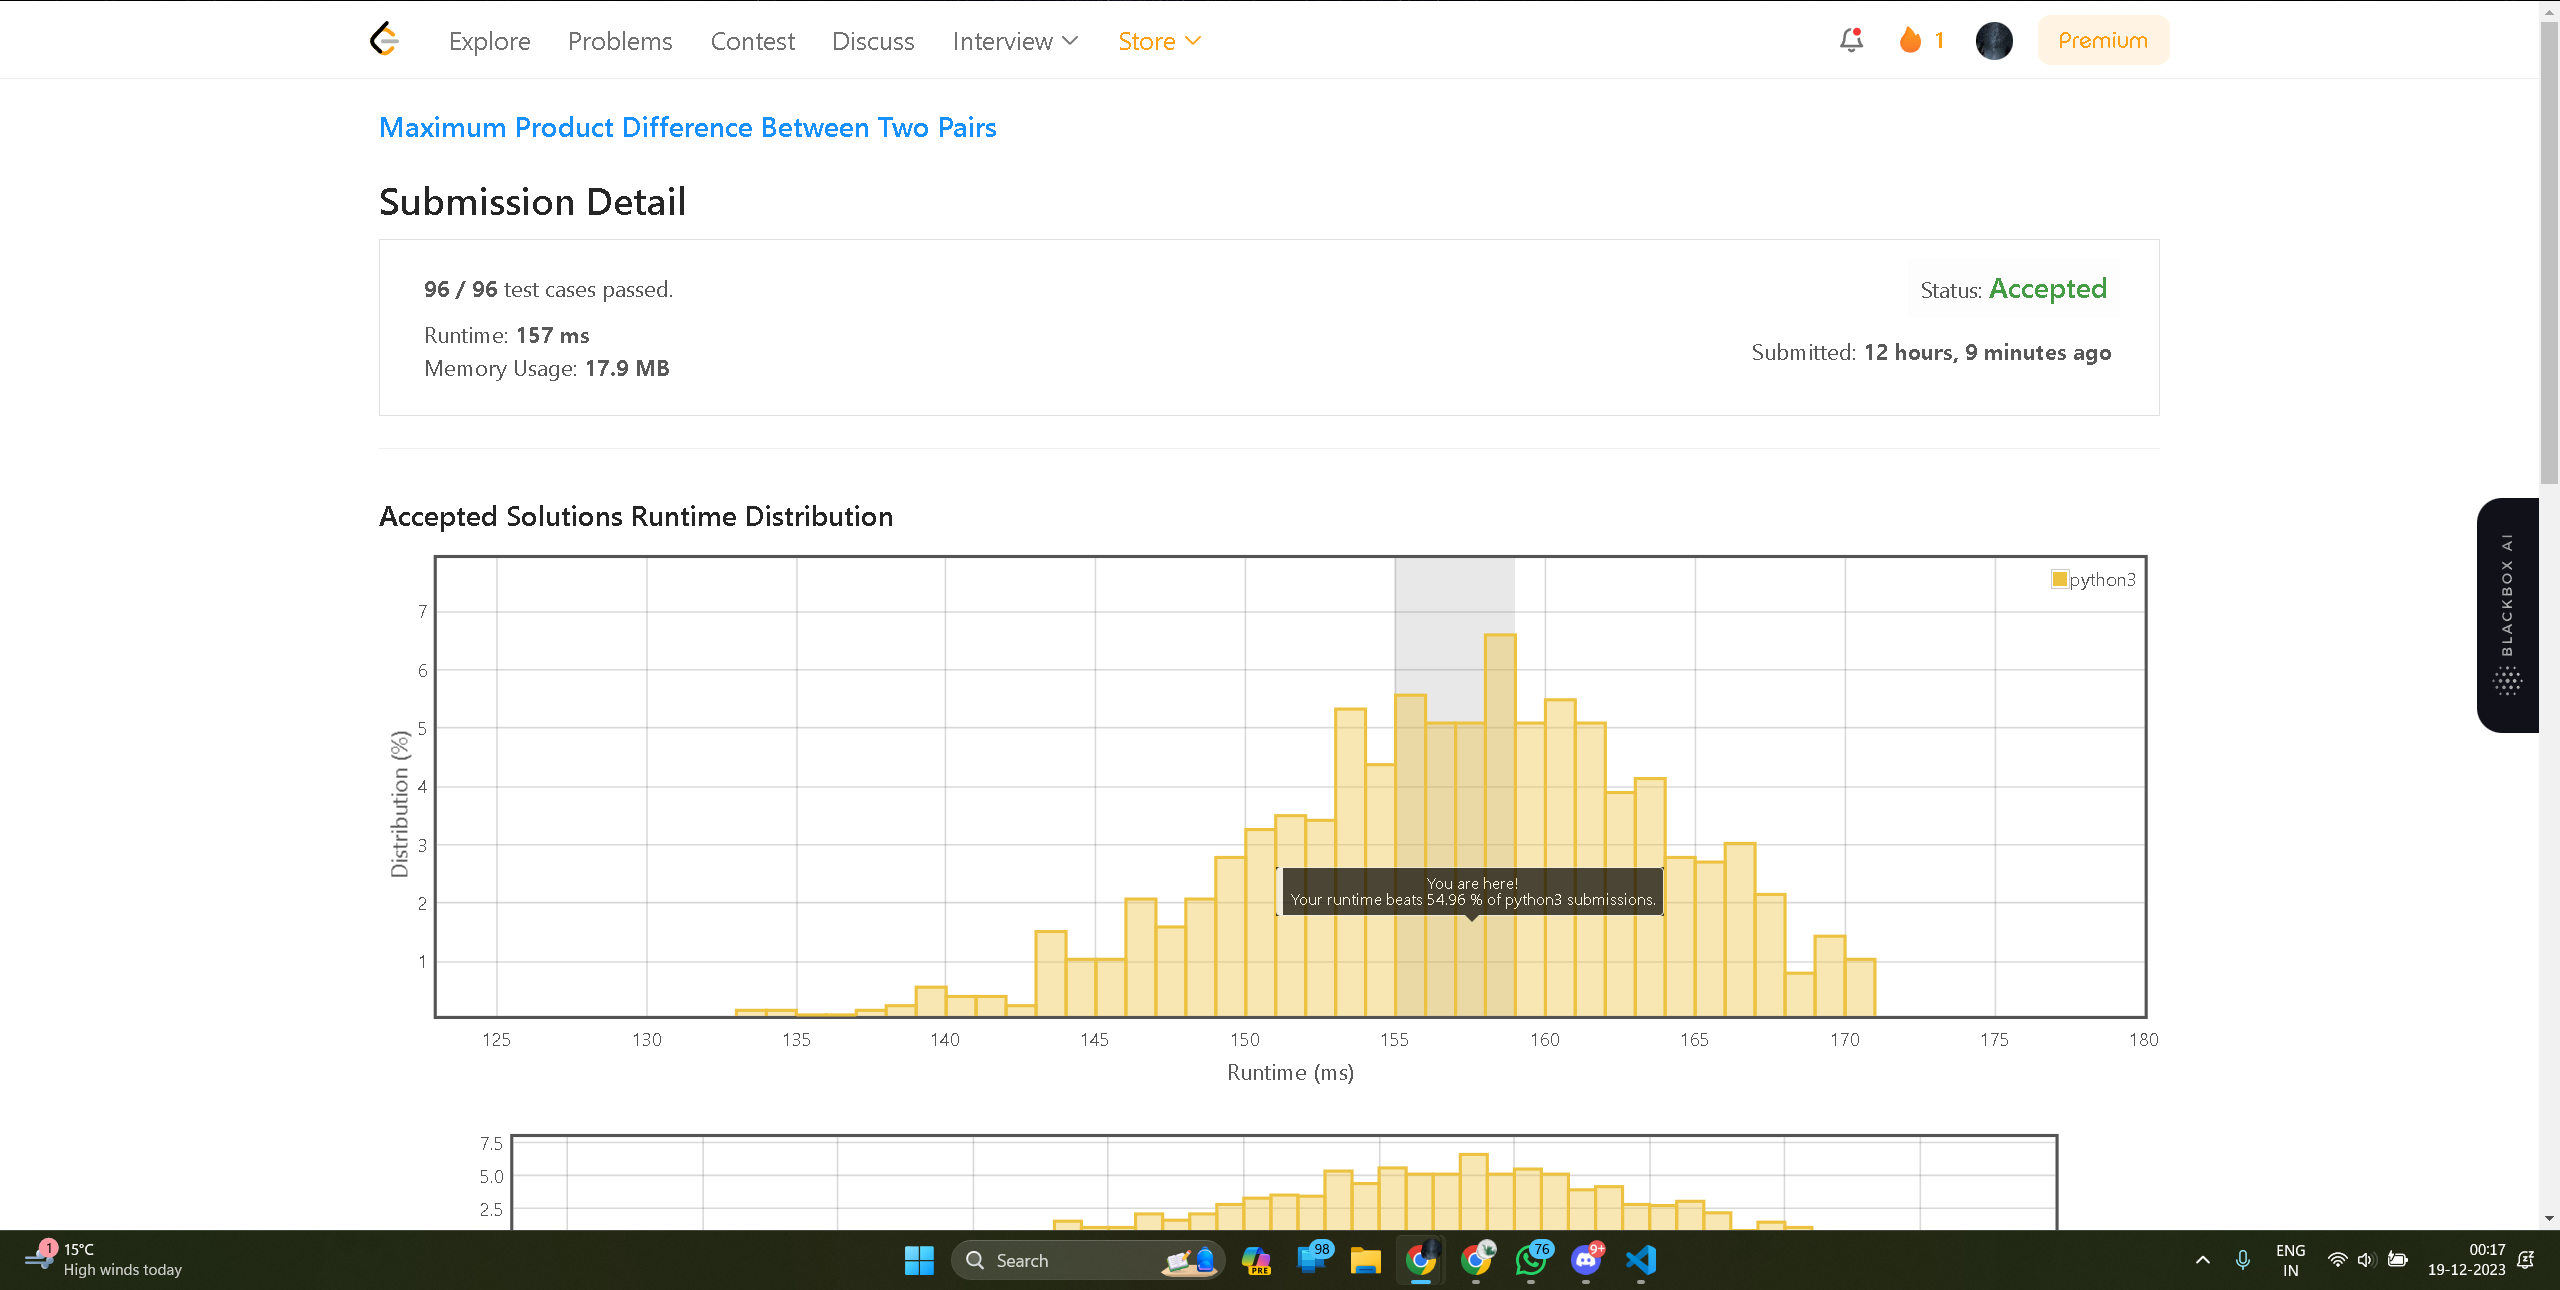 Explore Problems Contest Discuss Interview Store 1 Premium
Maximum Product Difference Between Two Pairs
Submission Detail
96 / 96 test cases passed.
Status: Accepted
Runtime: 157 ms
Submitted: 12 hours, 9 minutes ago
Memory Usage: 17.9 MB
Accepted Solutions Runtime Distribution
python3
7
6
5
4
3
2
1
Distribution (%)
You are here!
Your runtime beats 54.96 % of python3 submissions.
125 130 135 140 145 150 155 160 165 170 175 180
Runtime (ms)
7.5
5.0
2.5
BLACKBOX AI
1
15°C
High winds today
Search
PRE
98
76
9+
ENG
IN
00:17
19-12-2023